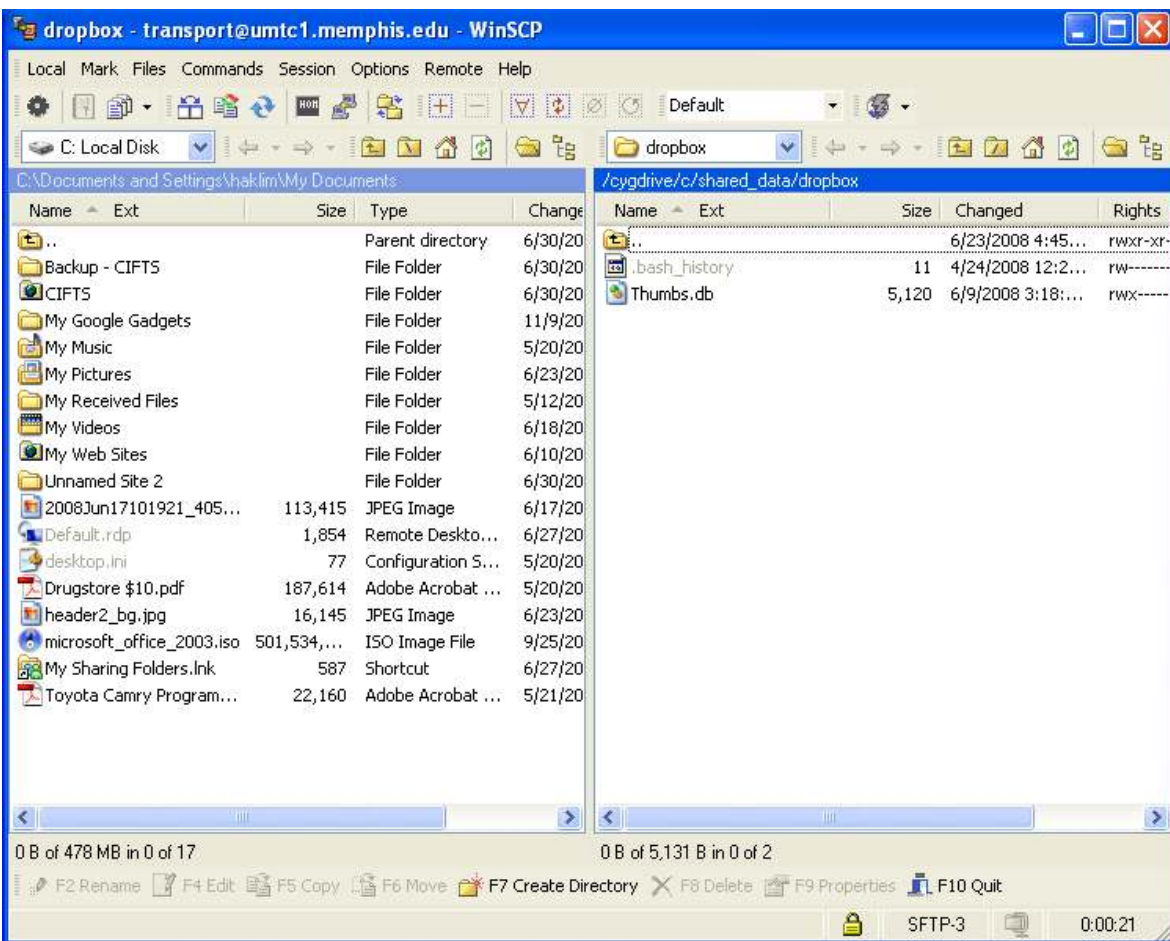 dropbox - transport@umtc1.memphis.edu - WinSCP
Local Mark Files Commands Session Options Remote Help
Default
C: Local Disk
dropbox
C:\Documents and Settings\haklim\My Documents
/cygdrive/c/shared_data/dropbox
Name Ext Size Type Change
Name Ext Size Changed Rights
.. Parent directory 6/30/20
.. 6/23/2008 4:45... rwxr-xr-
Backup - CIFTS File Folder 6/30/20
.bash_history 11 4/24/2008 12:2... rw-------
CIFTS File Folder 6/30/20
Thumbs.db 5,120 6/9/2008 3:18:... rwx-----
My Google Gadgets File Folder 11/9/20
My Music File Folder 5/20/20
My Pictures File Folder 6/23/20
My Received Files File Folder 5/12/20
My Videos File Folder 6/18/20
My Web Sites File Folder 6/10/20
Unnamed Site 2 File Folder 6/30/20
2008Jun17101921_405... 113,415 JPEG Image 6/17/20
Default.rdp 1,854 Remote Deskto... 6/27/20
desktop.ini 77 Configuration S... 5/20/20
Drugstore $10.pdf 187,614 Adobe Acrobat ... 5/20/20
header2_bg.jpg 16,145 JPEG Image 6/23/20
microsoft_office_2003.iso 501,534,... ISO Image File 9/25/20
My Sharing Folders.lnk 587 Shortcut 6/27/20
Toyota Camry Program... 22,160 Adobe Acrobat ... 5/21/20
0 B of 478 MB in 0 of 17
0 B of 5,131 B in 0 of 2
F2 Rename F4 Edit F5 Copy F6 Move F7 Create Directory F8 Delete F9 Properties F10 Quit
SFTP-3 0:00:21